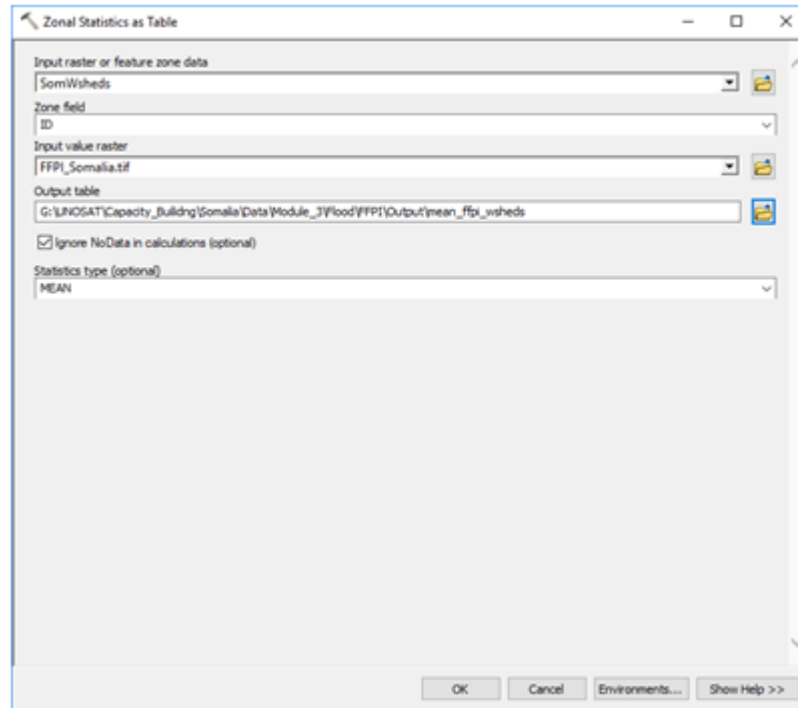 Zonal Statistics as Table
Input raster or feature zone data
SomWsheds
Zone field
ID
Input value raster
FFPI_Somalia.tif
Output table
G:\UNOSAT\Capacity_Builidng\Somalia\Data\Module_3\Flood\FFPI\Output\mean_ffpi_wsheds
Ignore NoData in calculations (optional)
Statistics type (optional)
MEAN
OK Cancel Environments... Show Help >>